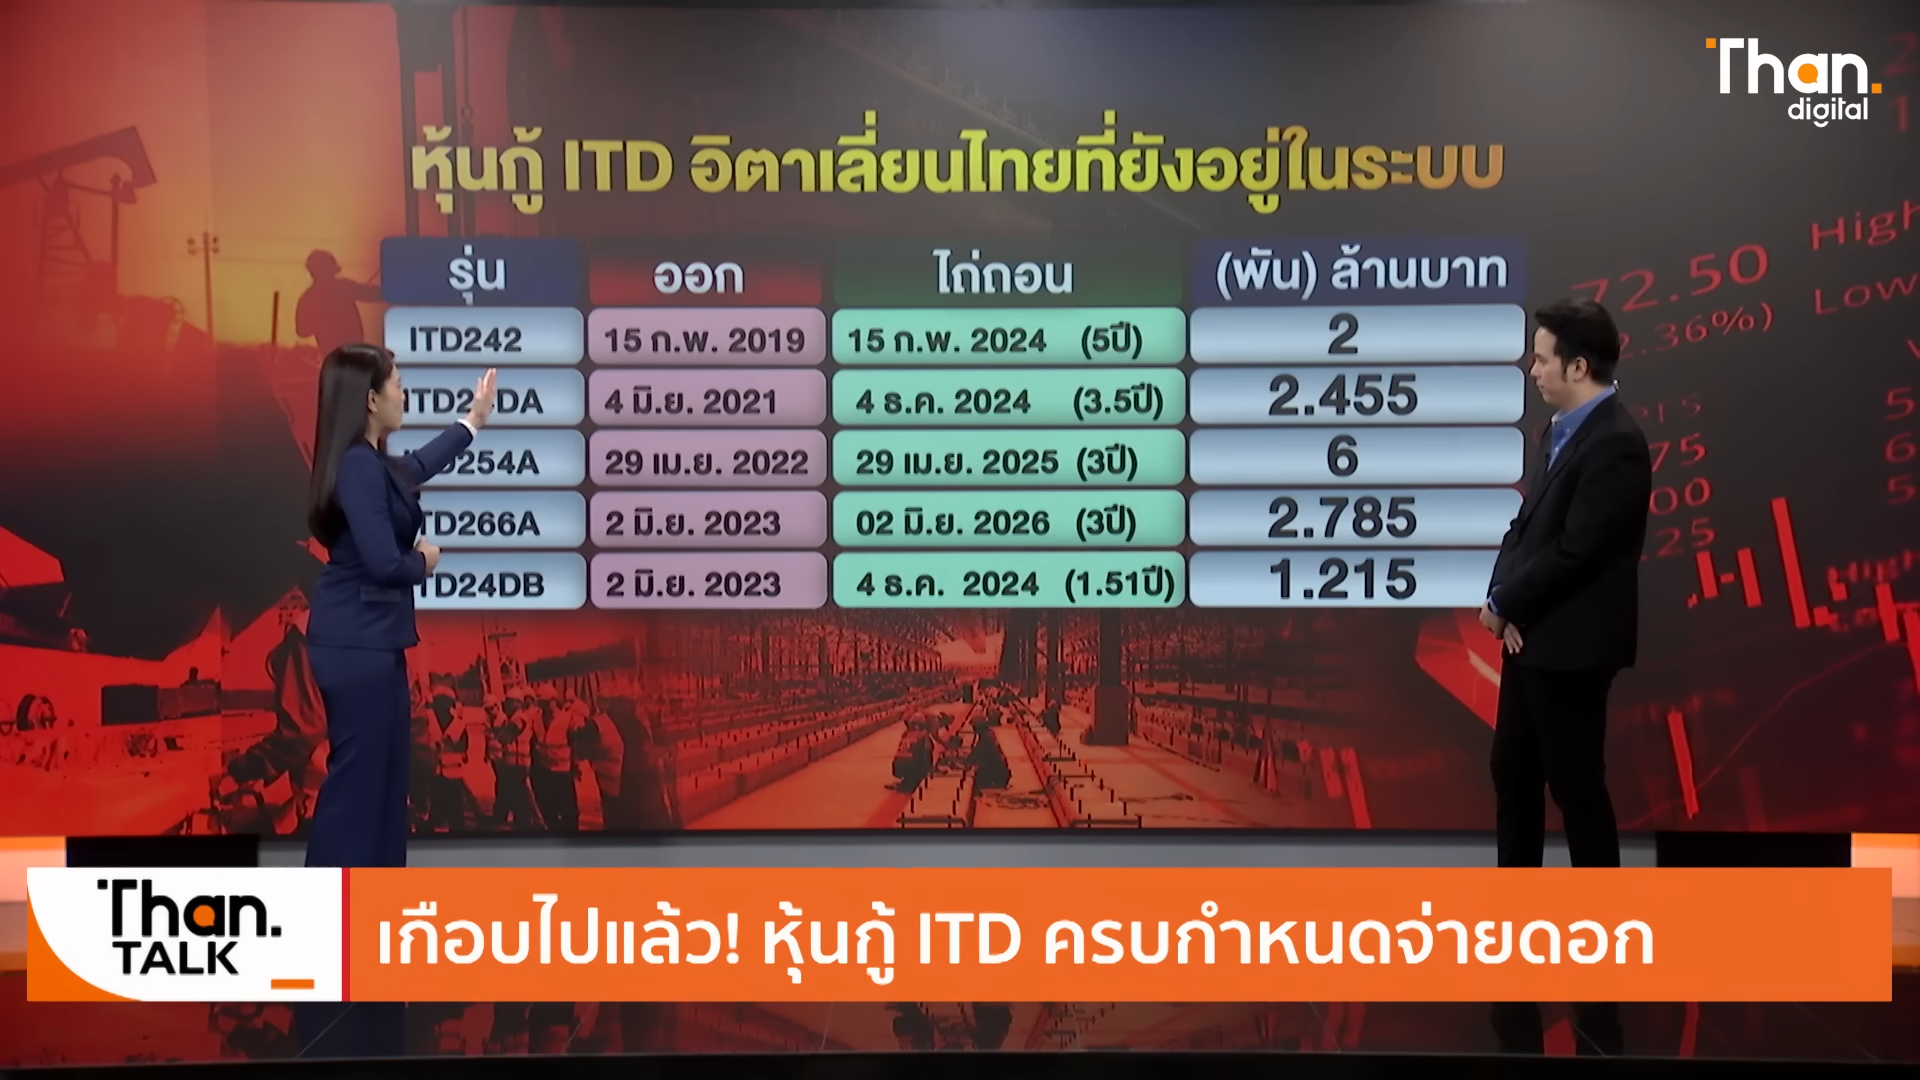 Than.
digital
หุ้นกู้ ITD อิตาเลี่ยนไทยที่ยังอยู่ในระบบ
รุ่น ออก ไถ่ถอน (พัน) ล้านบาท
ITD242 15 ก.พ. 2019 15 ก.พ. 2024 (5ปี) 2
4 มิ.ย. 2021 4 ธ.ค. 2024 (3.5ปี) 2.455
254A 29 เม.ย. 2022 29 เม.ย. 2025 (3ปี) 6
TD266A 2 มิ.ย. 2023 02 มิ.ย. 2026 (3ปี) 2.785
TD24DB 2 มิ.ย. 2023 4 ธ.ค. 2024 (1.51ปี) 1.215
High
72.50
Low
2.36%)
Than.
TALK
เกือบไปแล้ว! หุ้นกู้ ITD ครบกำหนดจ่ายดอก